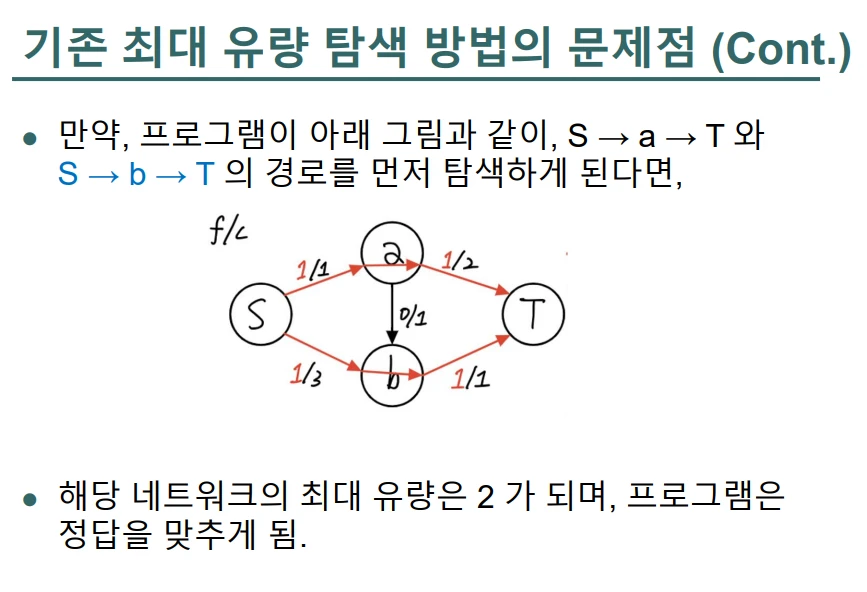 기존 최대 유량 탐색 방법의 문제점 (Cont.)
● 만약, 프로그램이 아래 그림과 같이, S → a → T 와
S → b → T 의 경로를 먼저 탐색하게 된다면,
f/c
a
1/1
1/2
S
0/1
T
1/3
b
1/1
● 해당 네트워크의 최대 유량은 2 가 되며, 프로그램은
정답을 맞추게 됨.